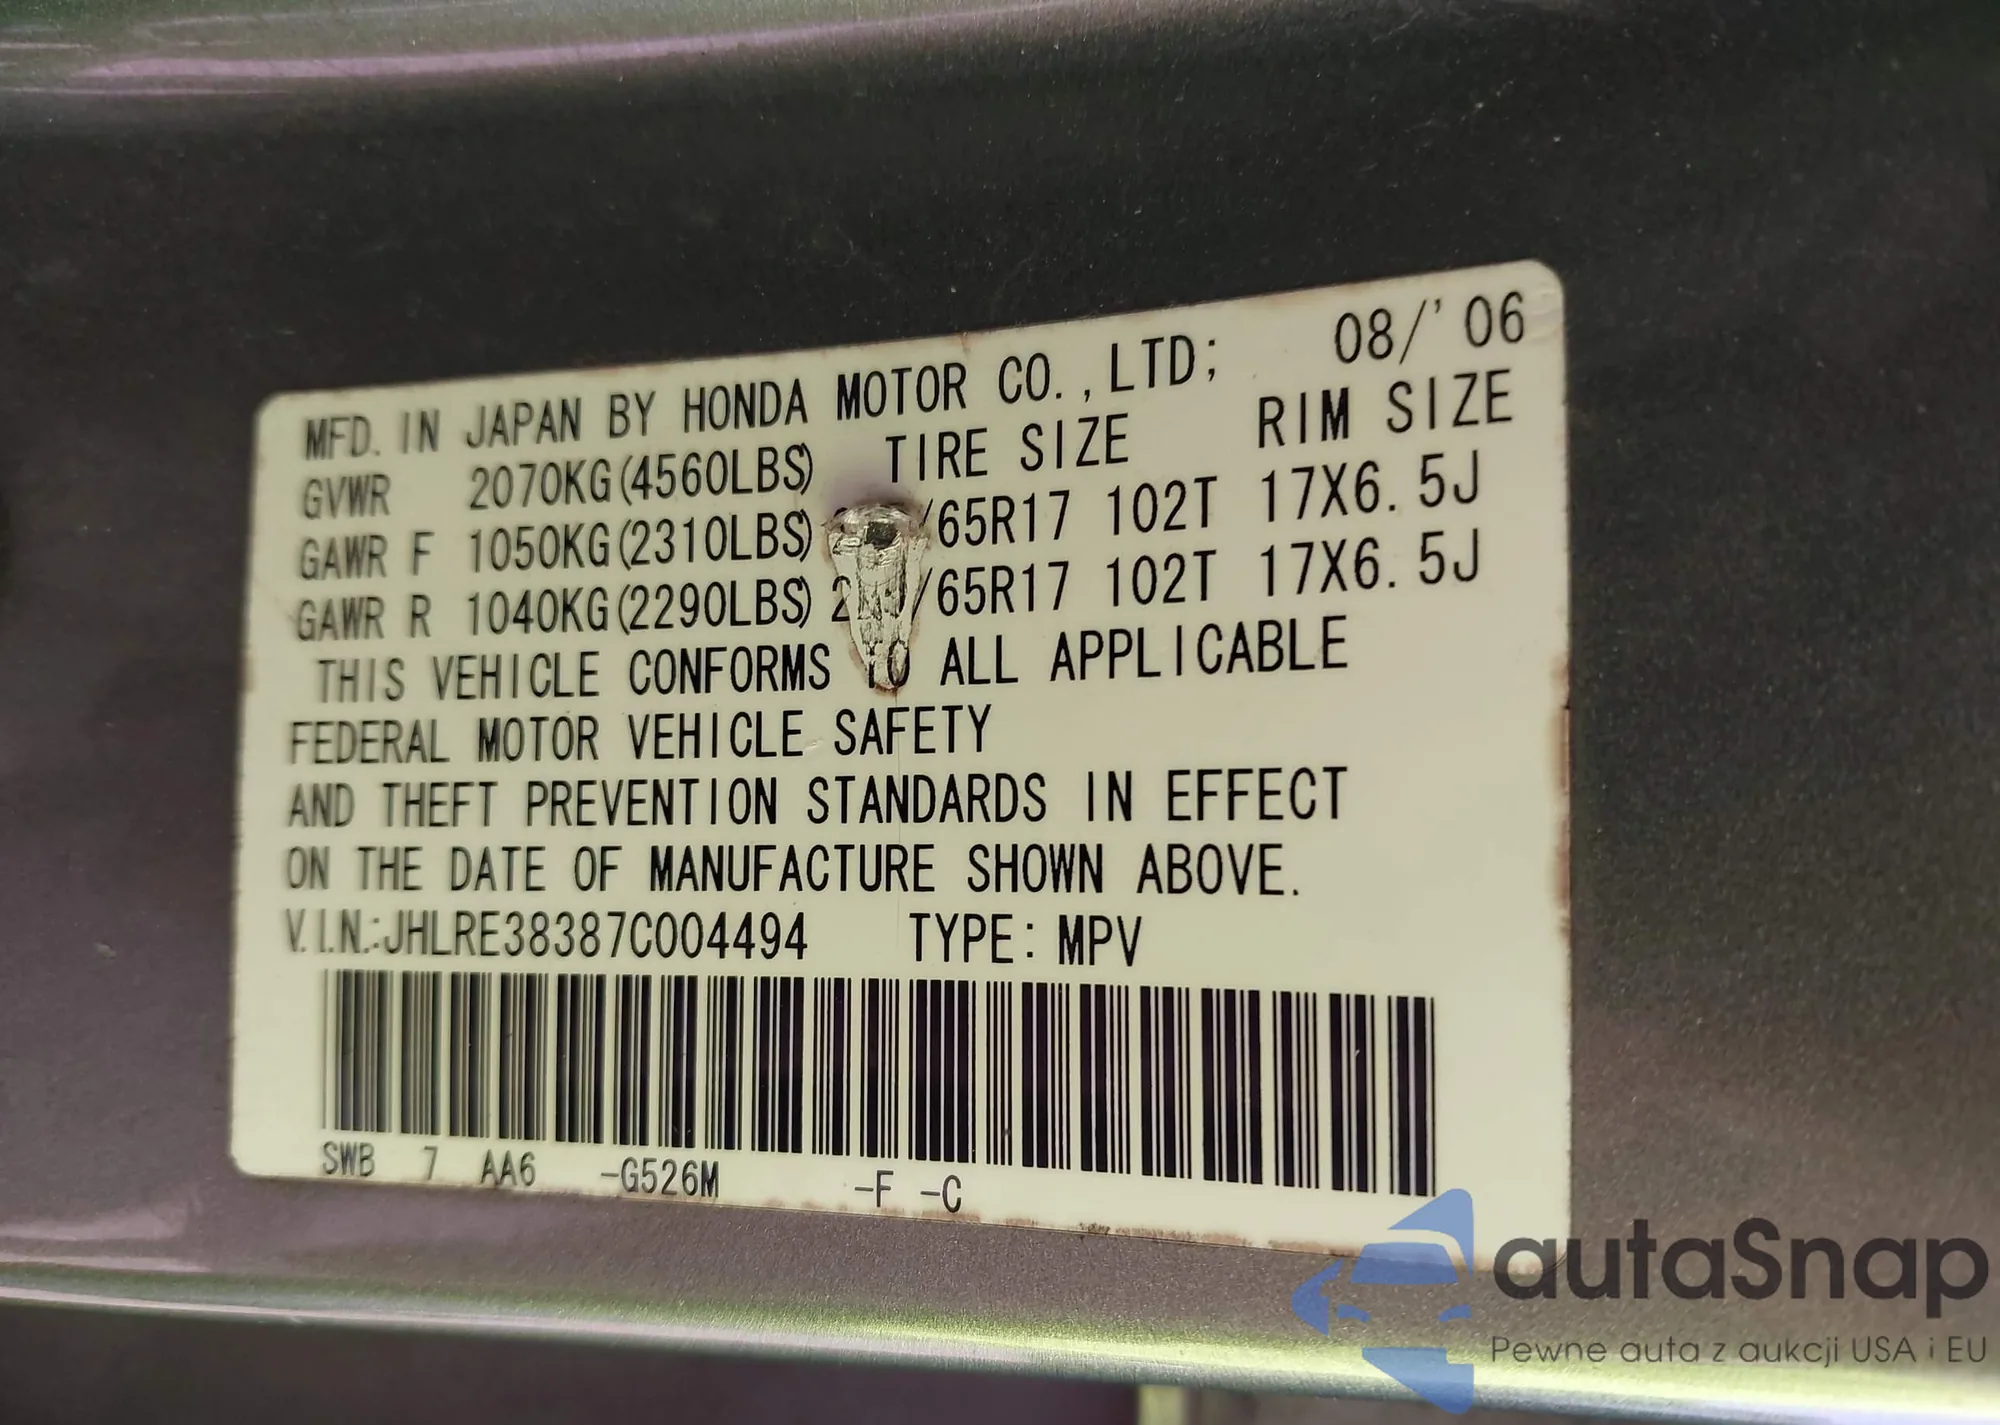 MFD. IN JAPAN BY HONDA MOTOR CO.,LTD; 08/'06
GVWR 2070KG(4560LBS) TIRE SIZE RIM SIZE
GAWR F 1050KG(2310LBS) /65R17 102T 17X6.5J
GAWR R 1040KG(2290LBS) /65R17 102T 17X6.5J
THIS VEHICLE CONFORMS TO ALL APPLICABLE
FEDERAL MOTOR VEHICLE SAFETY
AND THEFT PREVENTION STANDARDS IN EFFECT
ON THE DATE OF MANUFACTURE SHOWN ABOVE.
V.I.N.:JHLRE38387C004494 TYPE: MPV
SWB 7 AA6 -G526M -F -C
autaSnap
Pewne auta z aukcji USA i EU